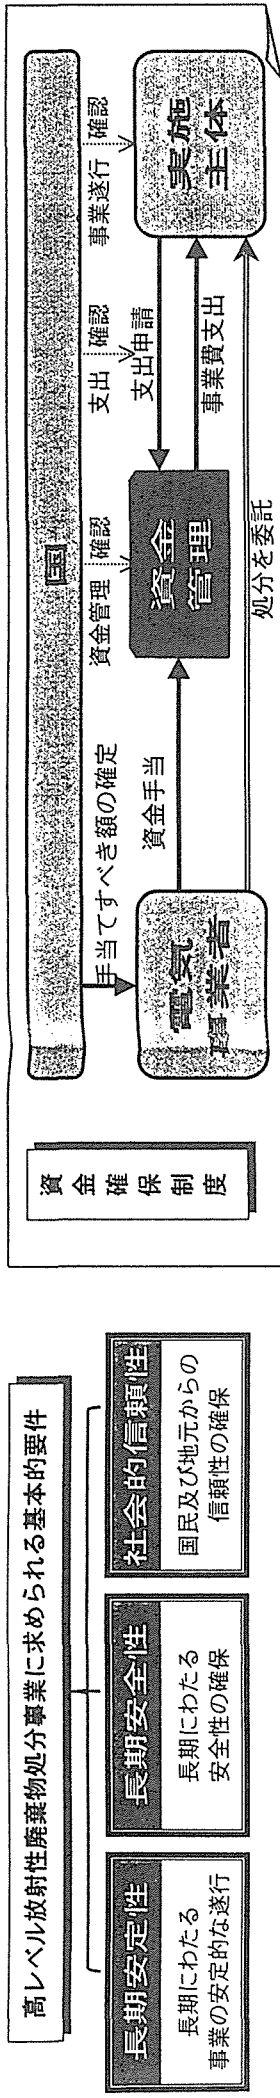 高レベル放射性廃棄物処分事業に求められる基本的要件
長期安定性
長期にわたる
事業の安定的な遂行
長期安全性
長期にわたる
安全性の確保
社会的信頼性
国民及び地元からの
信頼性の確保
資金確保制度
国
手当てすべき額の確定
資金管理 確認
支出 確認
事業遂行 確認
電気
事業者
資金手当
資金
管理
支出申請
事業費支出
実施
主体
処分を委託